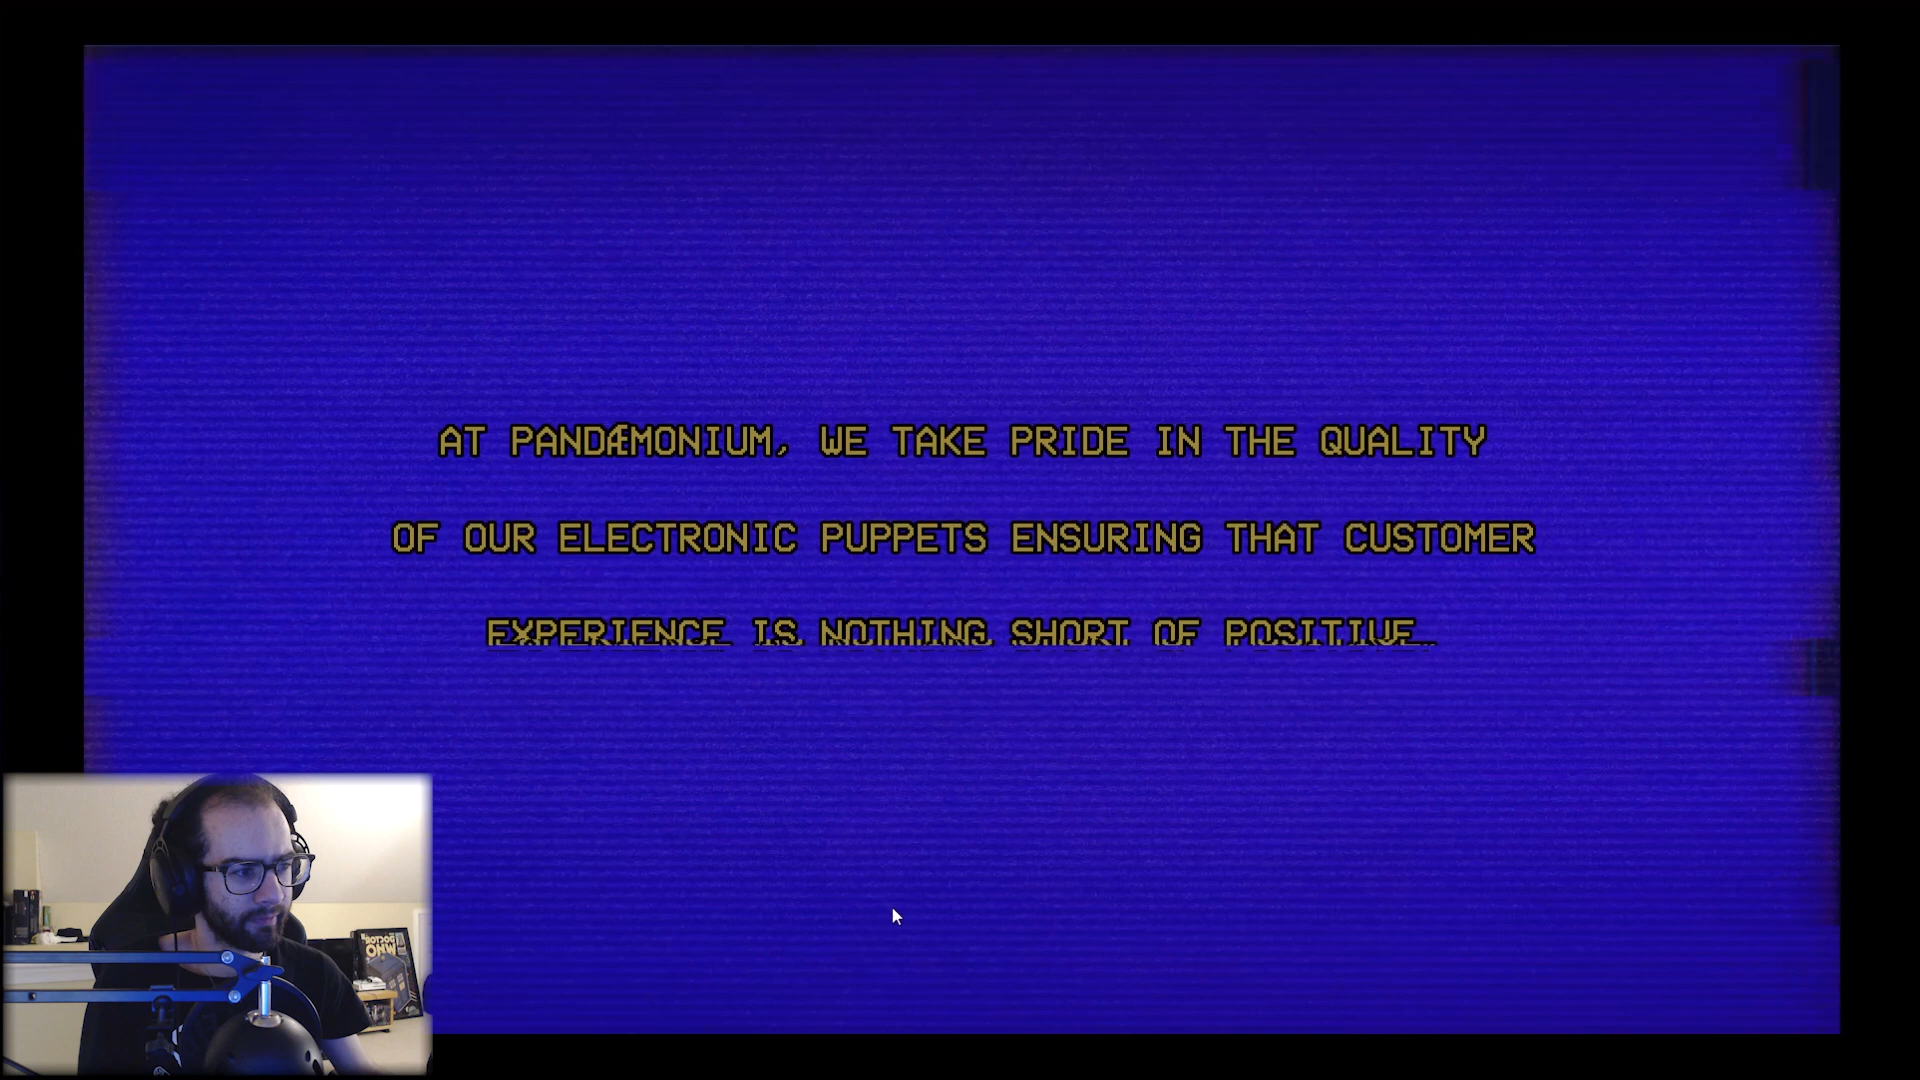 AT PANDÆMONIUM, WE TAKE PRIDE IN THE QUALITY
OF OUR ELECTRONIC PUPPETS ENSURING THAT CUSTOMER
EXPERIENCE IS NOTHING SHORT OF POSITIVE.